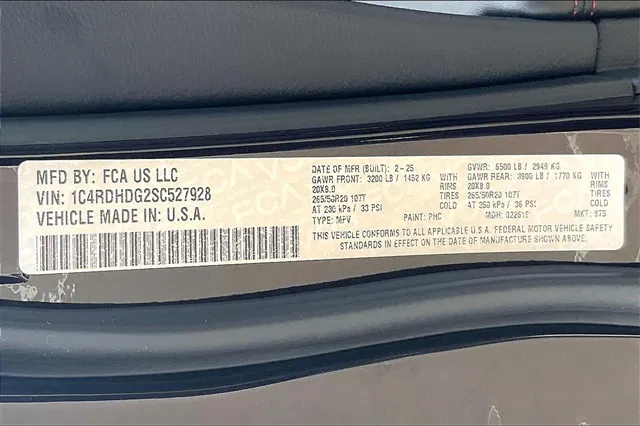 MFD BY: FCA US LLC
VIN: 1C4RDHDG2SC527928
VEHICLE MADE IN U.S.A.
DATE OF MFR (BUILT): 2-25
GAWR FRONT: 3200 LB / 1452 KG WITH
20X8.0 RIMS
265/50R20 107T TIRES
AT 230 kPa / 33 PSI COLD
TYPE: MPV PAINT: PHC
GVWR: 6500 LB / 2949 KG
GAWR REAR: 3900 LB / 1770 KG WITH
20X8.0 RIMS
265/50R20 107T TIRES
AT 250 kPa / 36 PSI COLD
MDH: MKT:
THIS VEHICLE CONFORMS TO ALL APPLICABLE U.S.A. FEDERAL MOTOR VEHICLE SAFETY
STANDARDS IN EFFECT ON THE DATE OF MANUFACTURE SHOWN ABOVE.